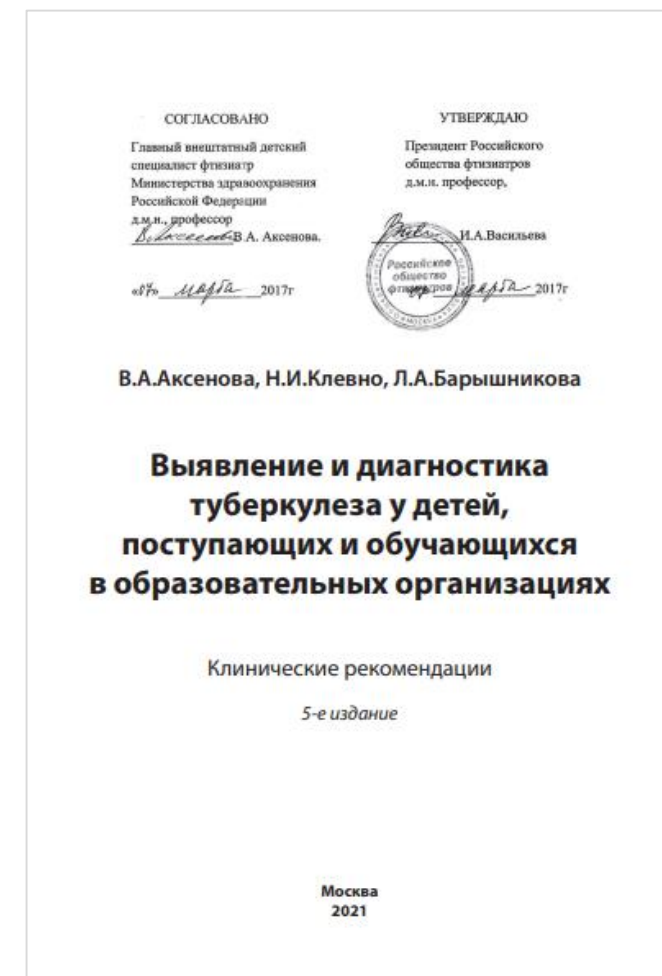 СОГЛАСОВАНО
Главный внештатный детский
специалист фтизиатр
Министерства здравоохранения
Российской Федерации
д.м.н., профессор
В.А. Аксенова.
марта 2017г
УТВЕРЖДАЮ
Президент Российского
общества фтизиатров
д.м.н. профессор,
И.А.Васильева
Российское
общество
фтизиатров
марта 2017г
В.А.Аксенова, Н.И.Клевно, Л.А.Барышникова
Выявление и диагностика
туберкулеза у детей,
поступающих и обучающихся
в образовательных организациях
Клинические рекомендации
5-е издание
Москва
2021